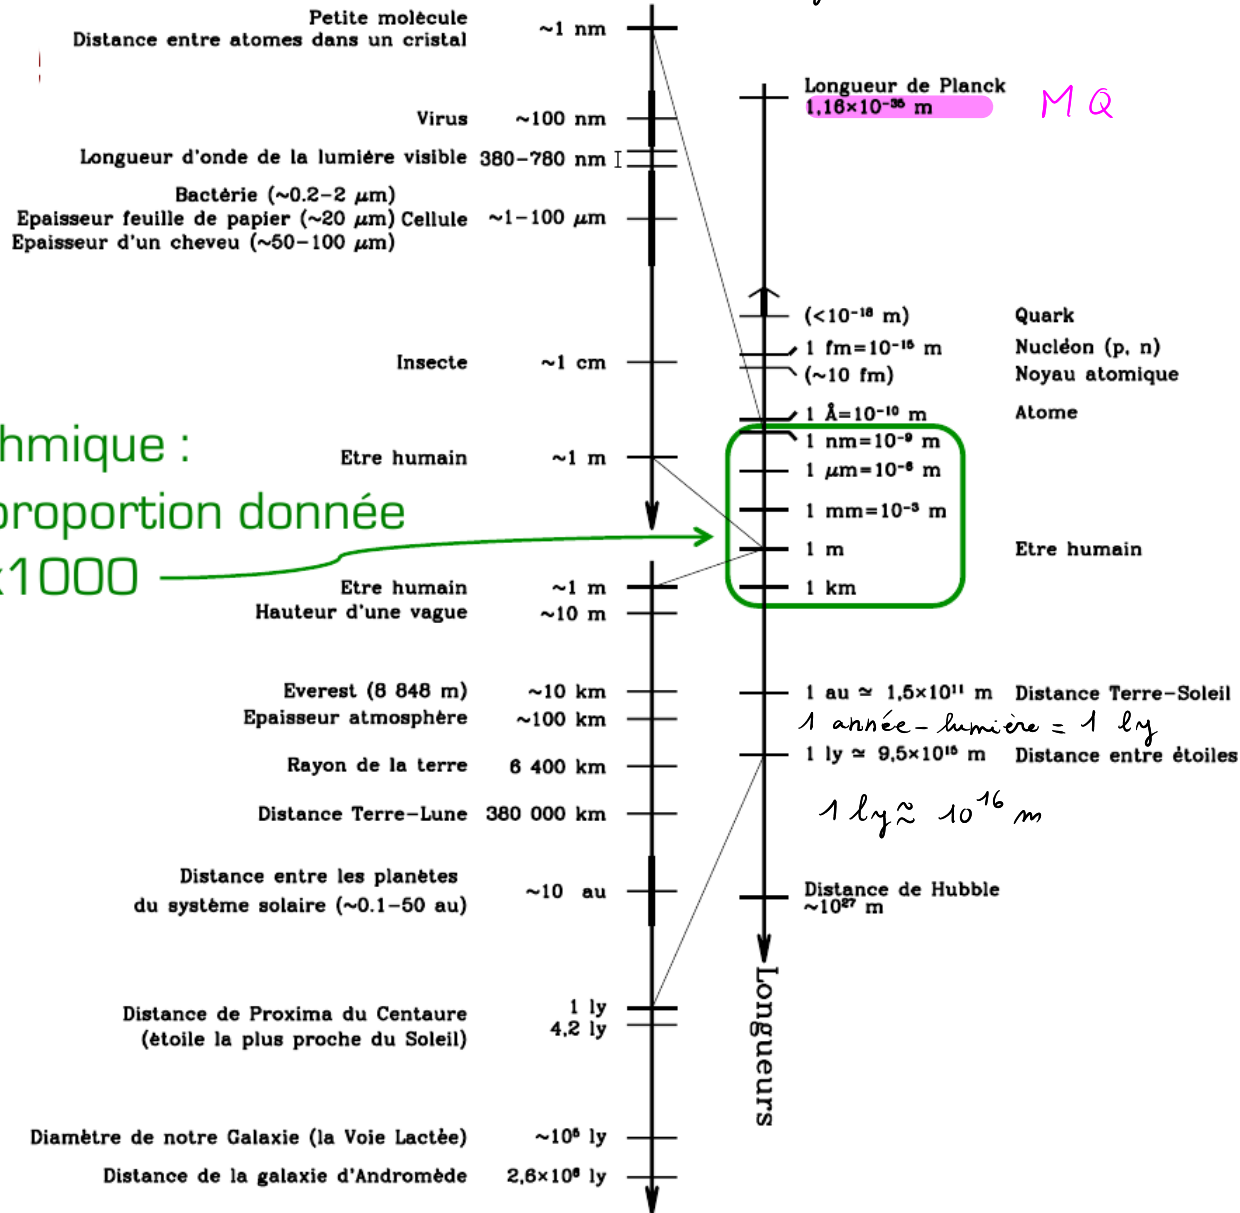 Petite molécule
Distance entre atomes dans un cristal ~1 nm
Virus ~100 nm
Longueur d'onde de la lumière visible 380-780 nm
Bactérie (~0.2-2 μm)
Epaisseur feuille de papier (~20 μm) Cellule ~1-100 μm
Epaisseur d'un cheveu (~50-100 μm)
Insecte ~1 cm
Etre humain ~1 m
hmique :
proportion donnée
x1000
Etre humain ~1 m
Hauteur d'une vague ~10 m
Everest (8 848 m) ~10 km
Epaisseur atmosphère ~100 km
Rayon de la terre 6 400 km
Distance Terre-Lune 380 000 km
Distance entre les planètes
du système solaire (~0.1-50 au) ~10 au
1 ly
Distance de Proxima du Centaure
(étoile la plus proche du Soleil) 4,2 ly
Diamètre de notre Galaxie (la Voie Lactée) ~10⁵ ly
Distance de la galaxie d'Andromède 2,6×10⁶ ly
Longueur de Planck
1,16×10⁻³⁵ m
M Q
(<10⁻¹⁸ m) Quark
1 fm=10⁻¹⁵ m Nucléon (p, n)
(~10 fm) Noyau atomique
1 Å=10⁻¹⁰ m Atome
1 nm=10⁻⁹ m
1 μm=10⁻⁶ m
1 mm=10⁻³ m
1 m Etre humain
1 km
1 au ≃ 1,5×10¹¹ m Distance Terre-Soleil
1 année-lumière = 1 ly
1 ly ≃ 9,5×10¹⁵ m Distance entre étoiles
1 ly ≈ 10¹⁶ m
Distance de Hubble
~10²⁷ m
Longueurs